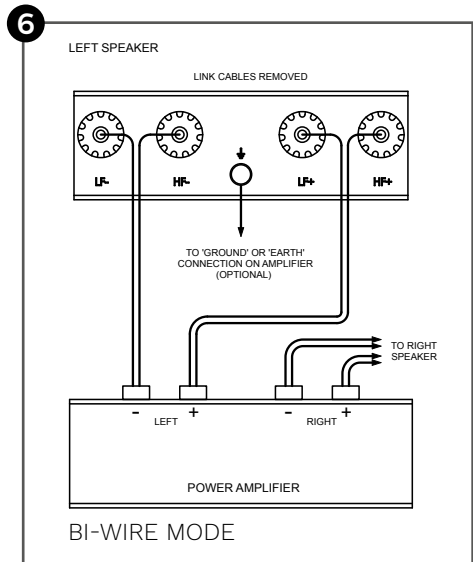 6
LEFT SPEAKER
LINK CABLES REMOVED
LF- HF- LF+ HF+
TO 'GROUND' OR 'EARTH'
CONNECTION ON AMPLIFIER
(OPTIONAL)
TO RIGHT
SPEAKER
- + - +
LEFT RIGHT
POWER AMPLIFIER
BI-WIRE MODE